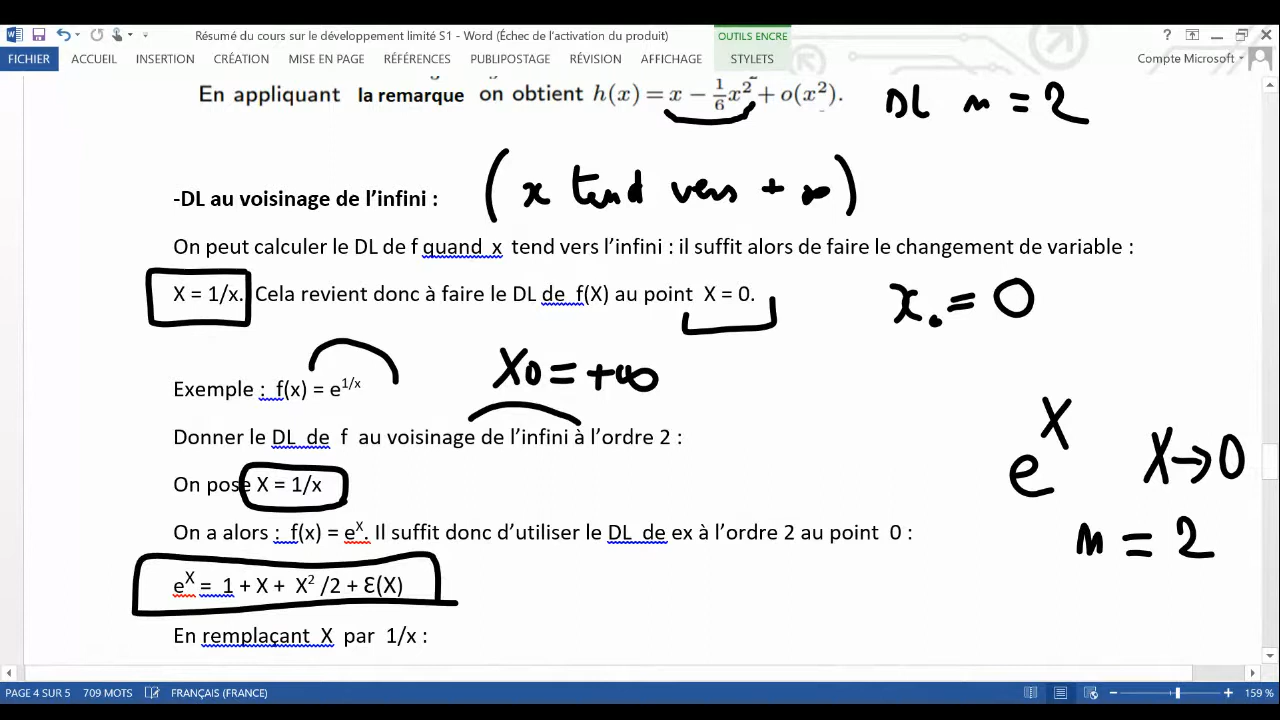 Résumé du cours sur le développement limité S1 - Word (Échec de l'activation du produit)
OUTILS ENCRE
FICHIER ACCUEIL INSERTION CRÉATION MISE EN PAGE RÉFÉRENCES PUBLIPOSTAGE RÉVISION AFFICHAGE STYLETS Compte Microsoft
En appliquant la remarque on obtient h(x) = x − 1/6 x² + o(x²). DL n = 2
-DL au voisinage de l'infini : (x tend vers + ∞)
On peut calculer le DL de f quand x tend vers l'infini : il suffit alors de faire le changement de variable :
X = 1/x. Cela revient donc à faire le DL de f(X) au point X = 0. x₀ = 0
Exemple : f(x) = e^1/x X0 = +∞
Donner le DL de f au voisinage de l'infini à l'ordre 2 :
e^X X→0
On pose X = 1/x
On a alors : f(x) = e^X. Il suffit donc d'utiliser le DL de ex à l'ordre 2 au point 0 : n = 2
e^X = 1 + X + X² /2 + Ɛ(X)
En remplaçant X par 1/x :
PAGE 4 SUR 5 709 MOTS FRANÇAIS (FRANCE) 159 %